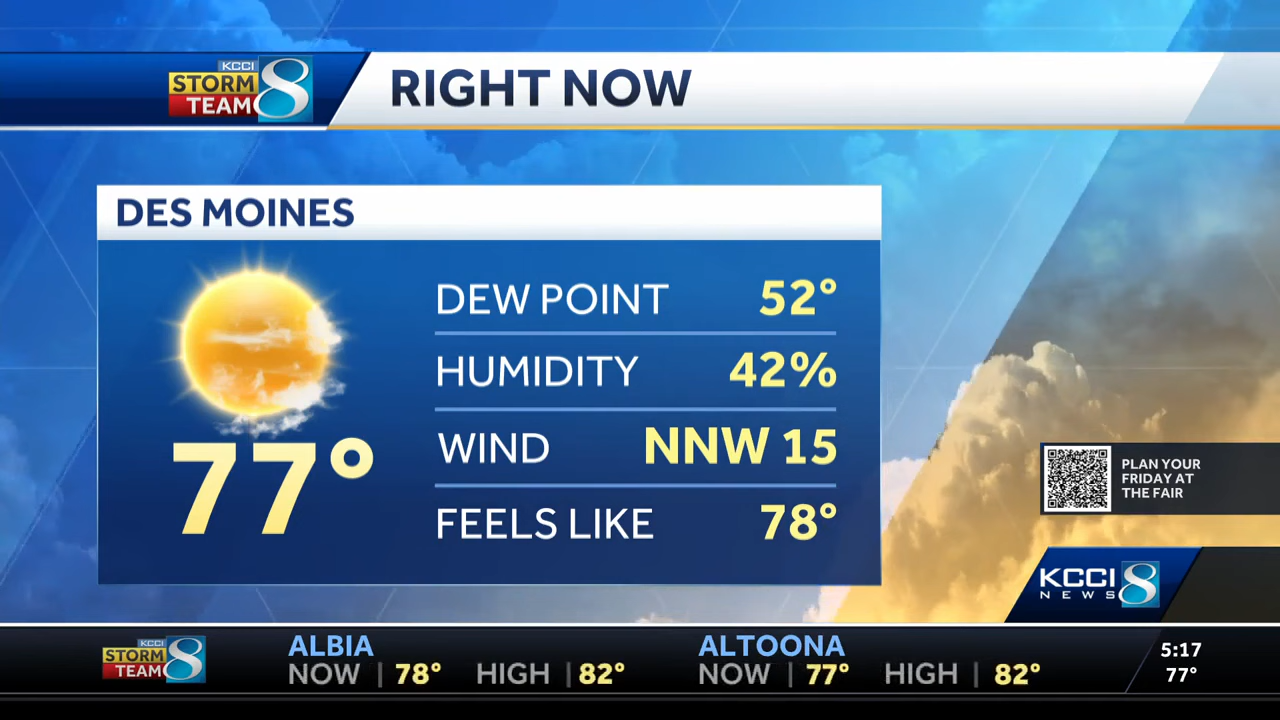 KCCI
STORM
TEAM 8
RIGHT NOW
DES MOINES
77°
DEW POINT 52°
HUMIDITY 42%
WIND NNW 15
FEELS LIKE 78°
PLAN YOUR
FRIDAY AT
THE FAIR
KCCI 8
NEWS
KCCI
STORM
TEAM 8
ALBIA
NOW | 78° HIGH | 82°
ALTOONA
NOW | 77° HIGH | 82°
5:17
77°